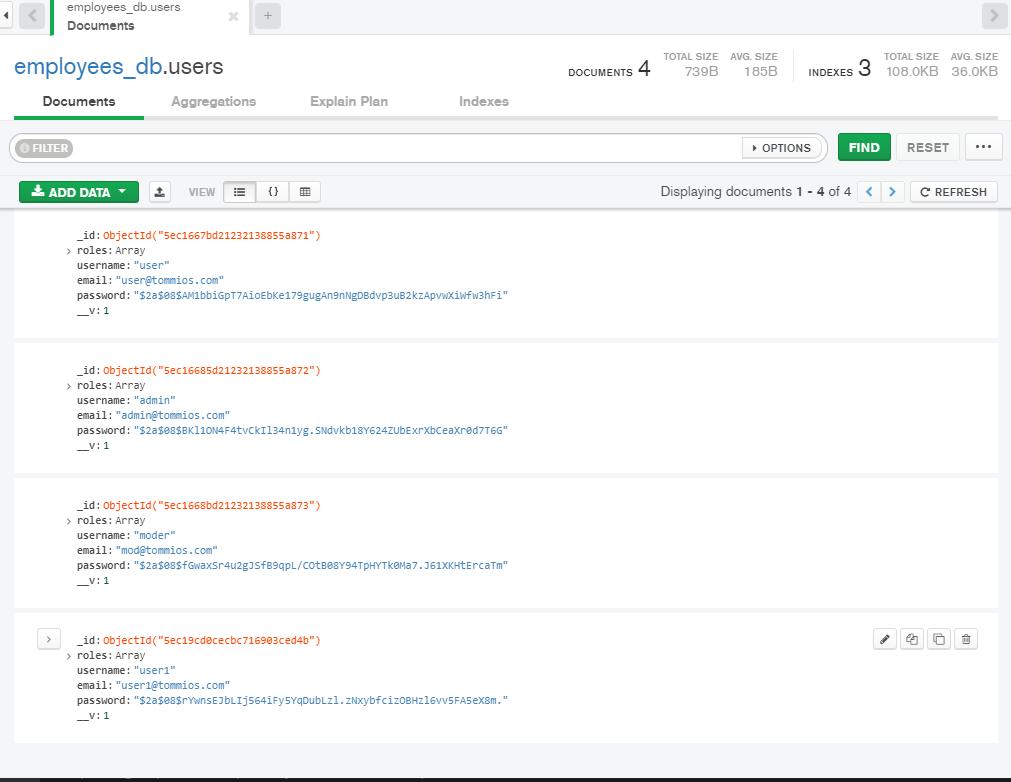 employees_db.users
Documents
employees_db.users
DOCUMENTS 4
TOTAL SIZE
739B
AVG. SIZE
185B
INDEXES 3
TOTAL SIZE
108.0KB
AVG. SIZE
36.0KB
Documents
Aggregations
Explain Plan
Indexes
FILTER
OPTIONS
FIND
RESET
ADD DATA
VIEW
Displaying documents 1 - 4 of 4
REFRESH
_id: ObjectId("5ec1667bd21232138855a871")
roles: Array
username: "user"
email: "user@tommios.com"
password: "$2a$08$AM1bbiGpT7AioEbKe179gugAn9nNgDBdvp3uB2kzApvwXiWfw3hFi"
__v: 1
_id: ObjectId("5ec16685d21232138855a872")
roles: Array
username: "admin"
email: "admin@tommios.com"
password: "$2a$08$BKl1ON4F4tvCkIl34n1yg.SNdvkb18Y624ZUbExrXbCeaXr0d7T6G"
__v: 1
_id: ObjectId("5ec1668bd21232138855a873")
roles: Array
username: "moder"
email: "mod@tommios.com"
password: "$2a$08$fGwaxSr4u2gJSfB9qpL/COtB08Y94TpHYTk0Ma7.J61XKHtErcaTm"
__v: 1
_id: ObjectId("5ec19cd0cecbc716903ced4b")
roles: Array
username: "user1"
email: "user1@tommios.com"
password: "$2a$08$rYwnsEJbLIj564iFy5YqDubLzl.zNxybfcizOBHzl6vv5FA5eX8m."
__v: 1